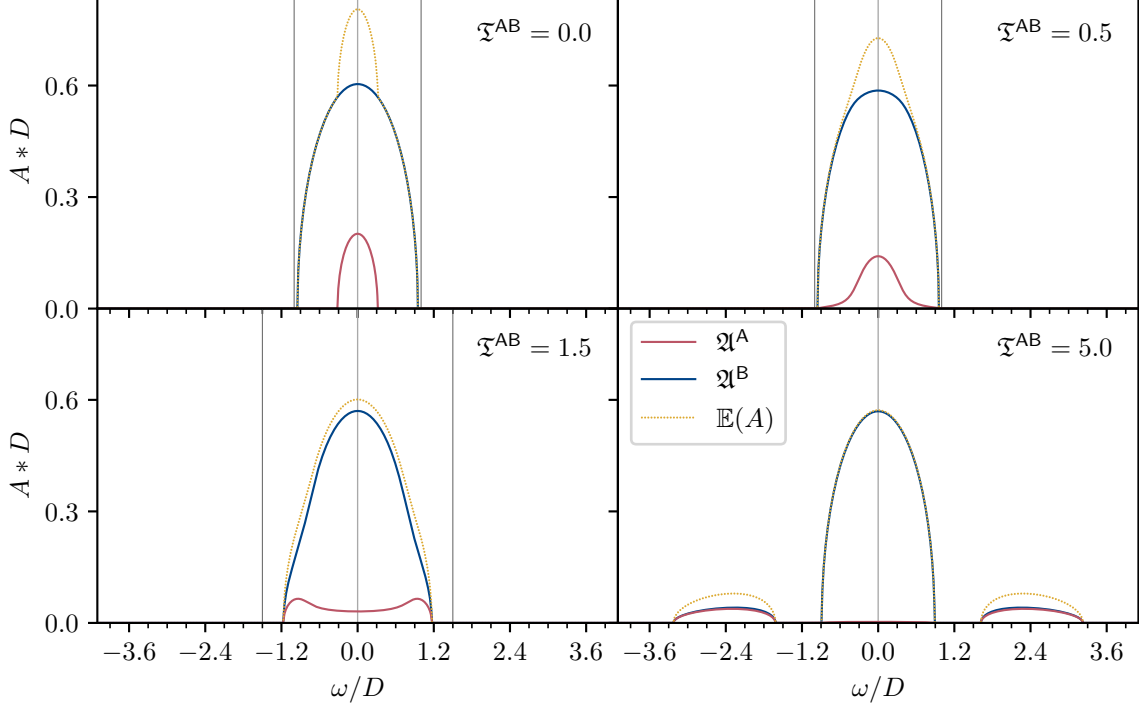 𝔗^AB = 0.0
𝔗^AB = 0.5
A ∗ D
0.6
0.3
0.0
𝔗^AB = 1.5
𝔗^AB = 5.0
𝔄^A
𝔄^B
𝔼(A)
A ∗ D
0.6
0.3
0.0
−3.6 −2.4 −1.2 0.0 1.2 2.4 3.6
−3.6 −2.4 −1.2 0.0 1.2 2.4 3.6
ω/D
ω/D